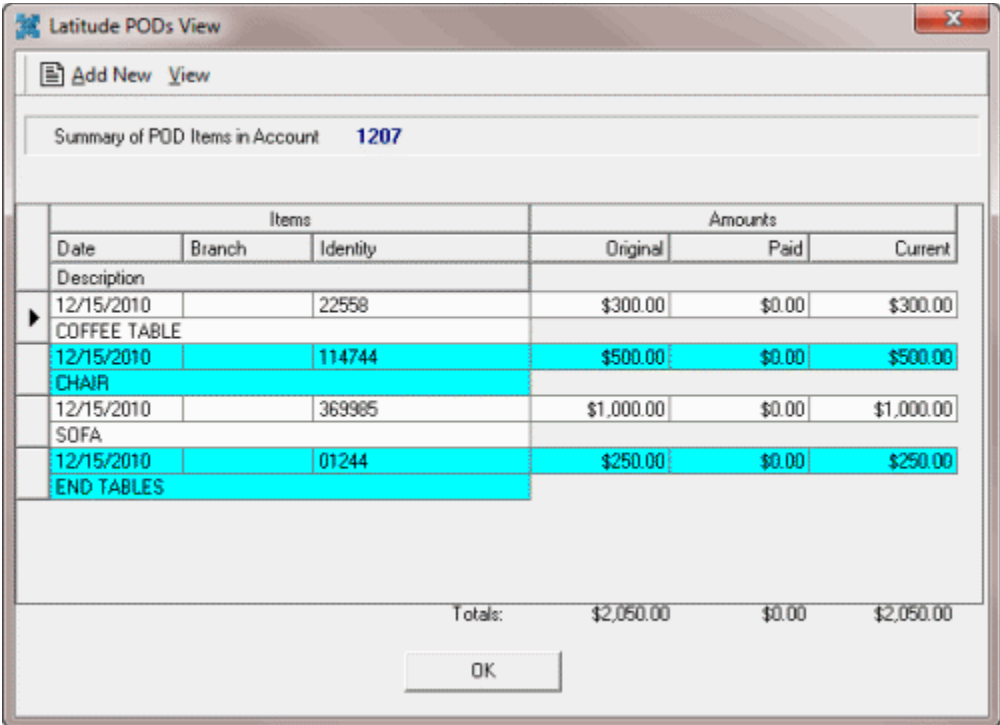 Latitude PODs View
Add New View
Summary of POD Items in Account 1207
Items Amounts
Date Branch Identity Original Paid Current
Description
12/15/2010 22558 $300.00 $0.00 $300.00
COFFEE TABLE
12/15/2010 114744 $500.00 $0.00 $500.00
CHAIR
12/15/2010 369985 $1,000.00 $0.00 $1,000.00
SOFA
12/15/2010 01244 $250.00 $0.00 $250.00
END TABLES
Totals: $2,050.00 $0.00 $2,050.00
OK